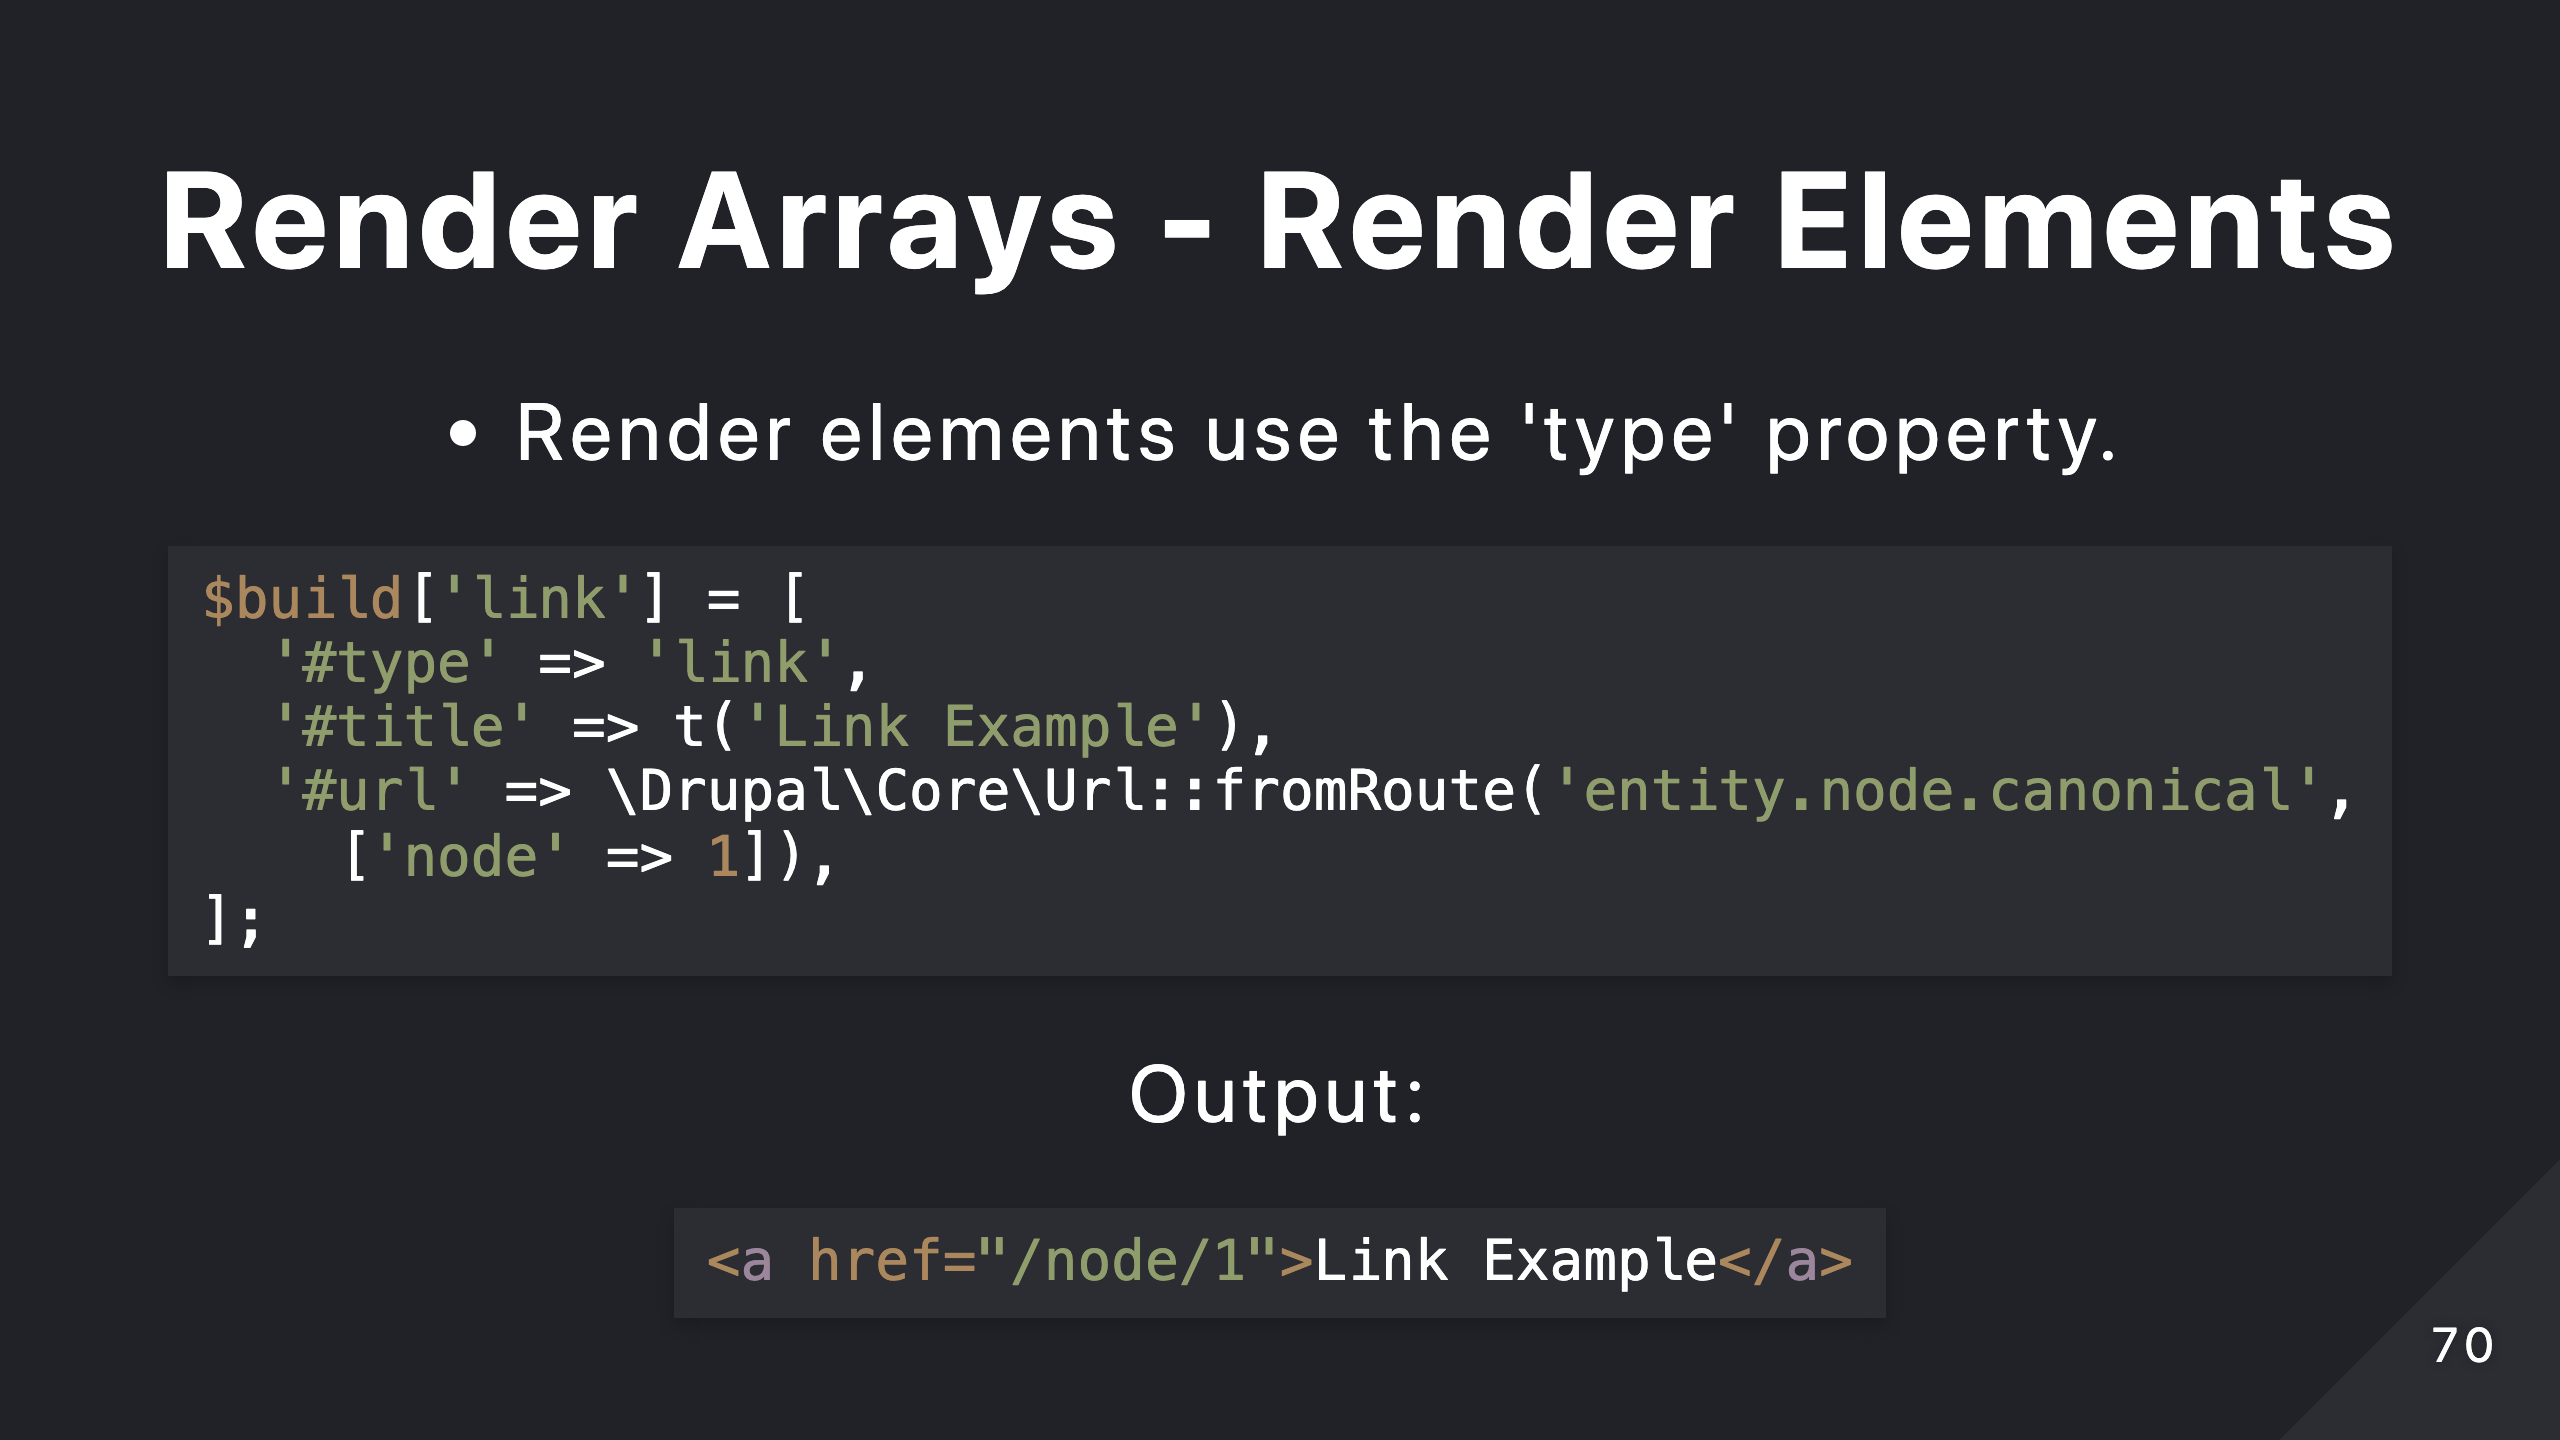 Render Arrays - Render Elements
• Render elements use the 'type' property.
$build['link'] = [
  '#type' => 'link',
  '#title' => t('Link Example'),
  '#url' => \Drupal\Core\Url::fromRoute('entity.node.canonical',
    ['node' => 1]),
];
Output:
<a href="/node/1">Link Example</a>
70